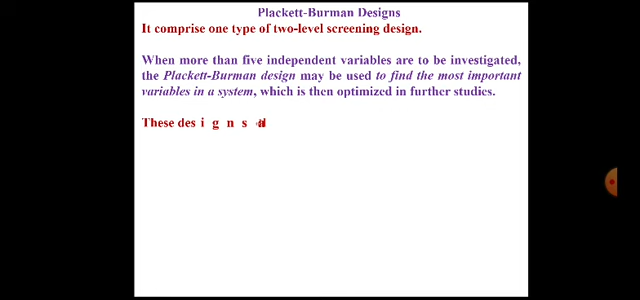 Plackett-Burman Designs
It comprise one type of two-level screening design.
When more than five independent variables are to be investigated,
the Plackett-Burman design may be used to find the most important
variables in a system, which is then optimized in further studies.
These designs